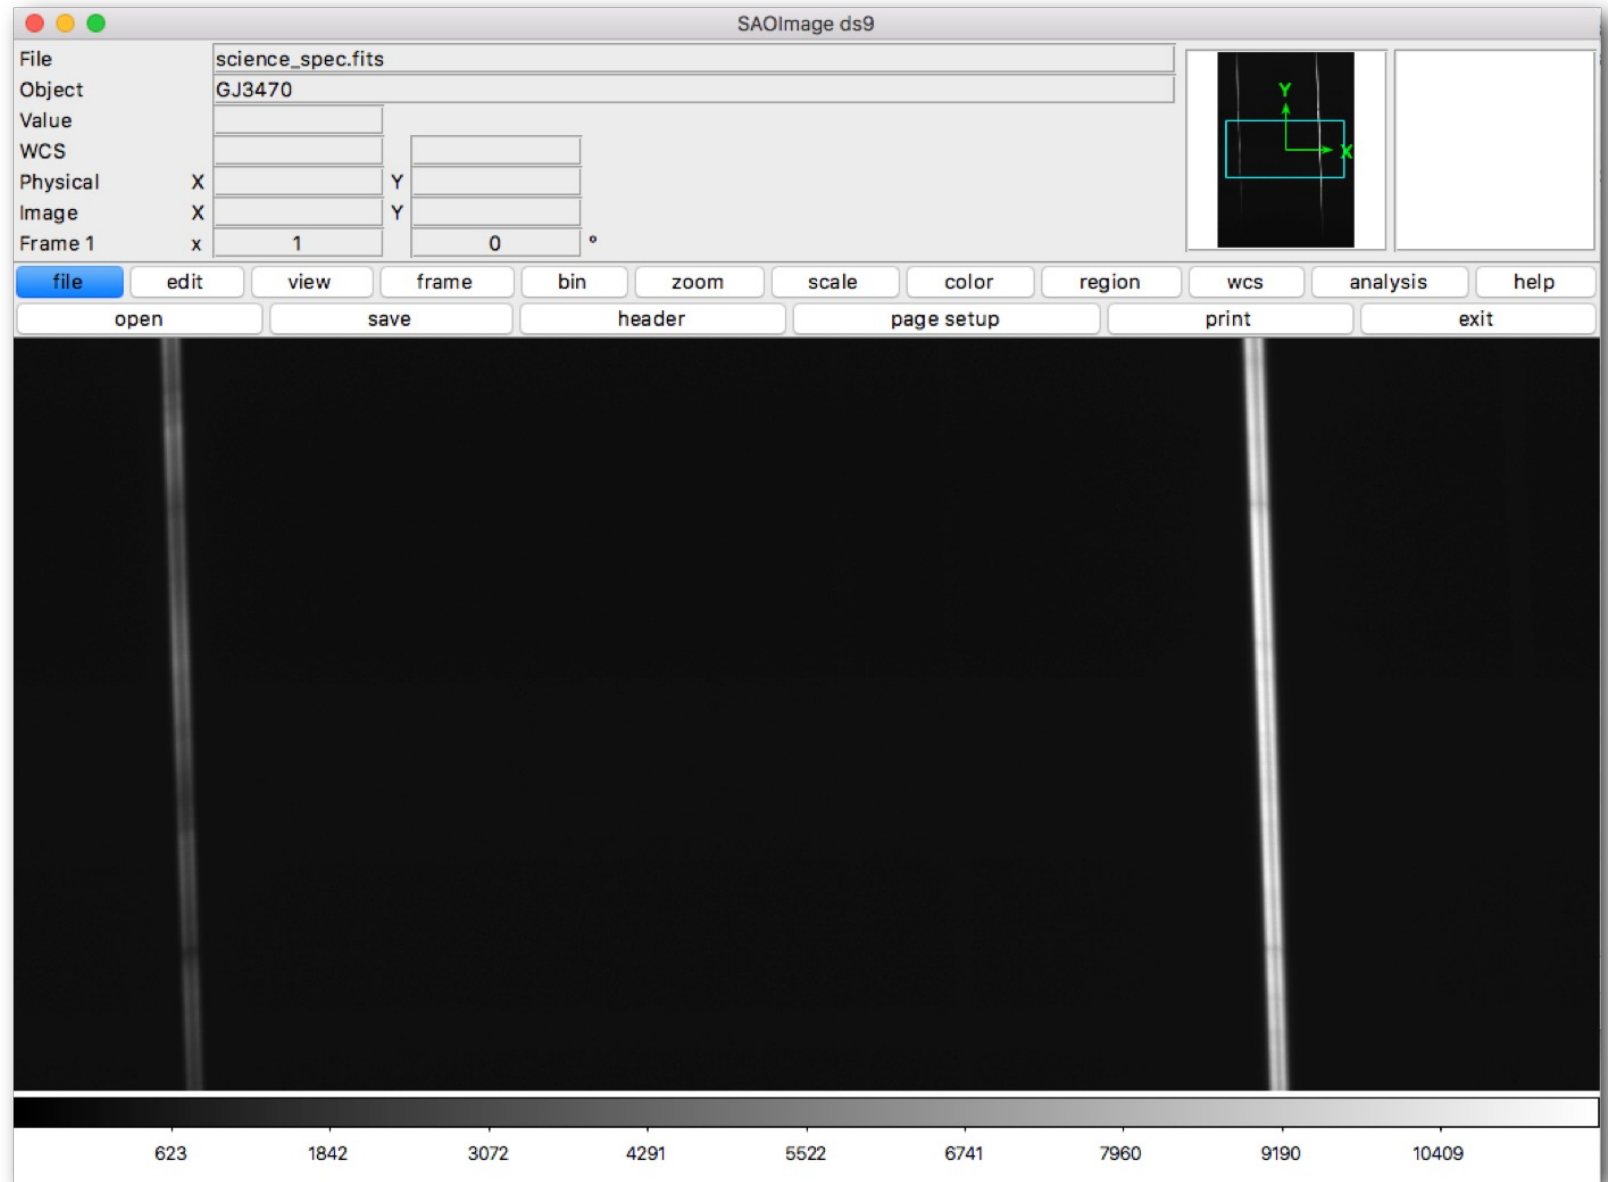 SAOImage ds9
File science_spec.fits
Object GJ3470
Value
WCS
Physical X Y
Image X Y
Frame 1 x 1 0 °
Y
X
file edit view frame bin zoom scale color region wcs analysis help
open save header page setup print exit
623 1842 3072 4291 5522 6741 7960 9190 10409